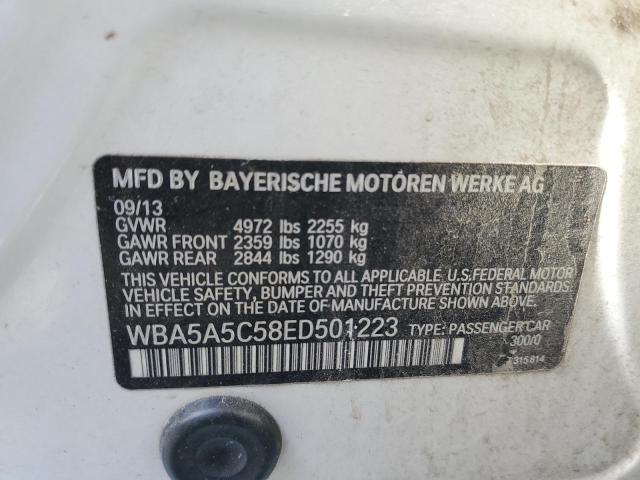 MFD BY BAYERISCHE MOTOREN WERKE AG
09/13
GVWR 4972 lbs 2255 kg
GAWR FRONT 2359 lbs 1070 kg
GAWR REAR 2844 lbs 1290 kg
THIS VEHICLE CONFORMS TO ALL APPLICABLE U.S.FEDERAL MOTOR
VEHICLE SAFETY, BUMPER AND THEFT PREVENTION STANDARDS
IN EFFECT ON THE DATE OF MANUFACTURE SHOWN ABOVE.
WBA5A5C58ED501223 TYPE: PASSENGER CAR
300/0
315814